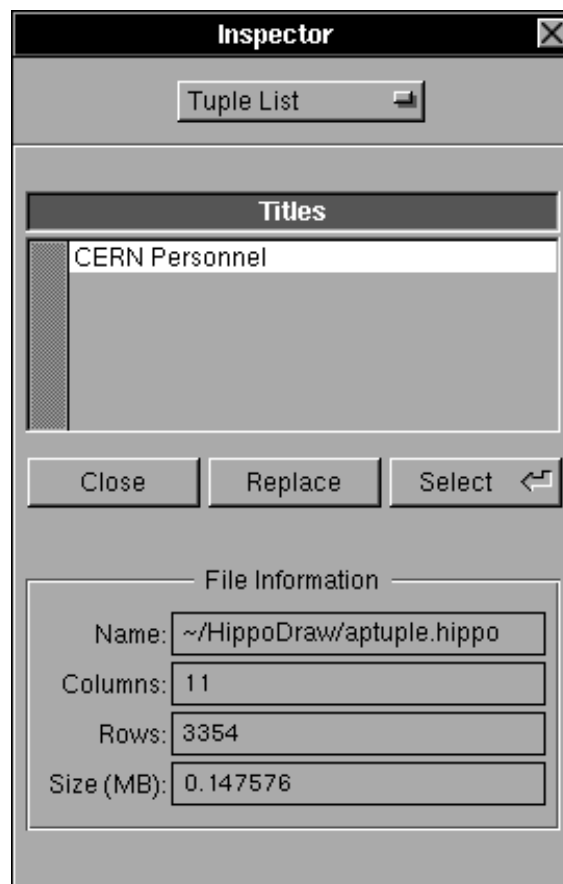 Inspector
Tuple List
Titles
CERN Personnel
Close Replace Select
File Information
Name: ~/HippoDraw/aptuple.hippo
Columns: 11
Rows: 3354
Size (MB): 0.147576